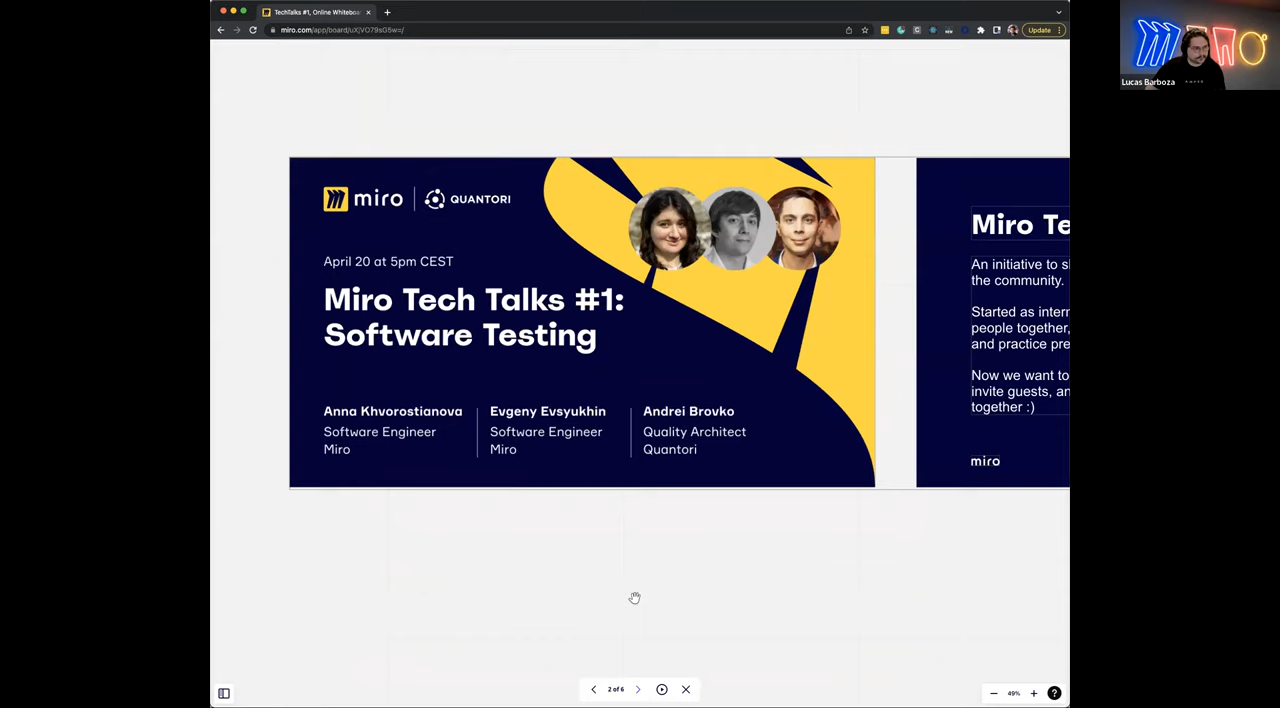 TechTalks #1, Online Whiteboa
miro.com/app/board/uXjVO79sG5w=/
Update
Lucas Barboza
miro
QUANTORI
April 20 at 5pm CEST
Miro Tech Talks #1:
Software Testing
Anna Khvorostianova
Software Engineer
Miro
Evgeny Evsyukhin
Software Engineer
Miro
Andrei Brovko
Quality Architect
Quantori
Miro Te
An initiative to s
the community.
Started as intern
people together,
and practice pre
Now we want to
invite guests, an
together :)
miro
2 of 6
49%